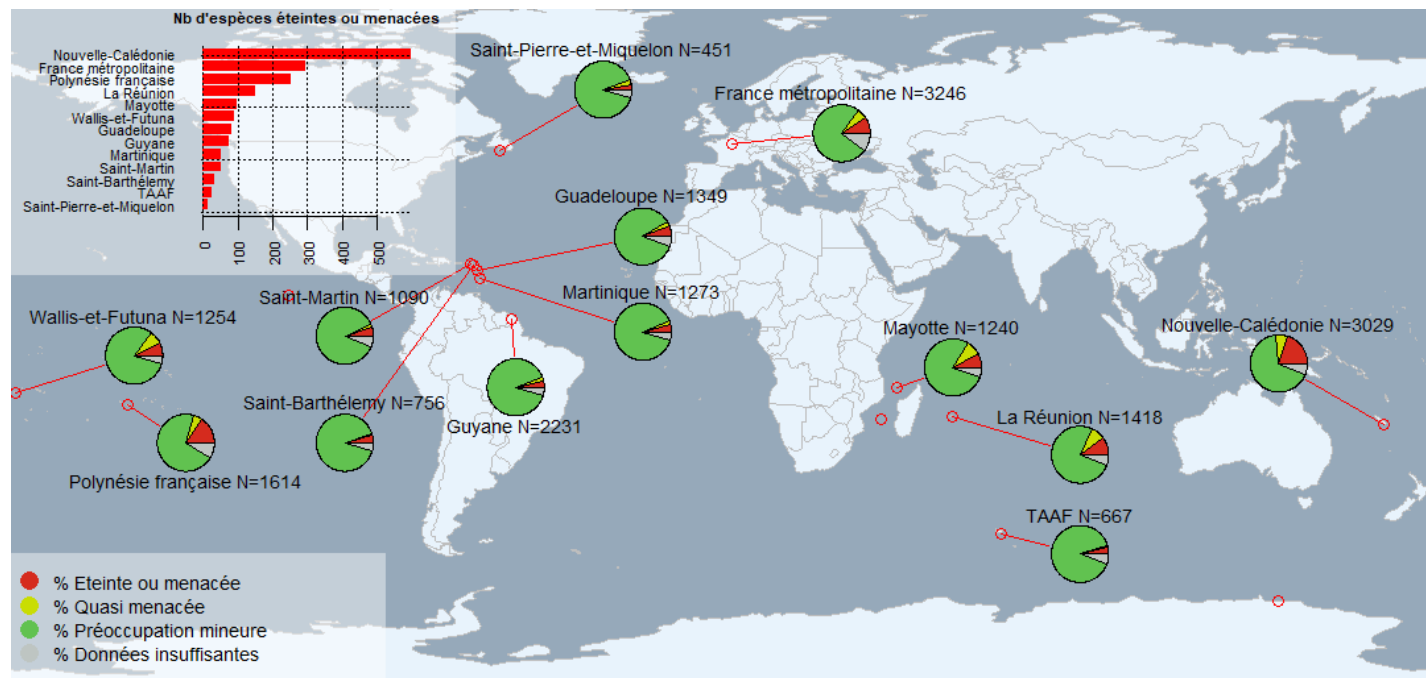 Nb d'espèces éteintes ou menacées
Nouvelle-Calédonie
France métropolitaine
Polynésie française
La Réunion
Mayotte
Wallis-et-Futuna
Guadeloupe
Guyane
Martinique
Saint-Martin
Saint-Barthélemy
TAAF
Saint-Pierre-et-Miquelon
0
100
200
300
400
500
Saint-Pierre-et-Miquelon N=451
France métropolitaine N=3246
Guadeloupe N=1349
Saint-Martin N=1090
Martinique N=1273
Wallis-et-Futuna N=1254
Mayotte N=1240
Nouvelle-Calédonie N=3029
Saint-Barthélemy N=756
Guyane N=2231
La Réunion N=1418
Polynésie française N=1614
TAAF N=667
% Eteinte ou menacée
% Quasi menacée
% Préoccupation mineure
% Données insuffisantes